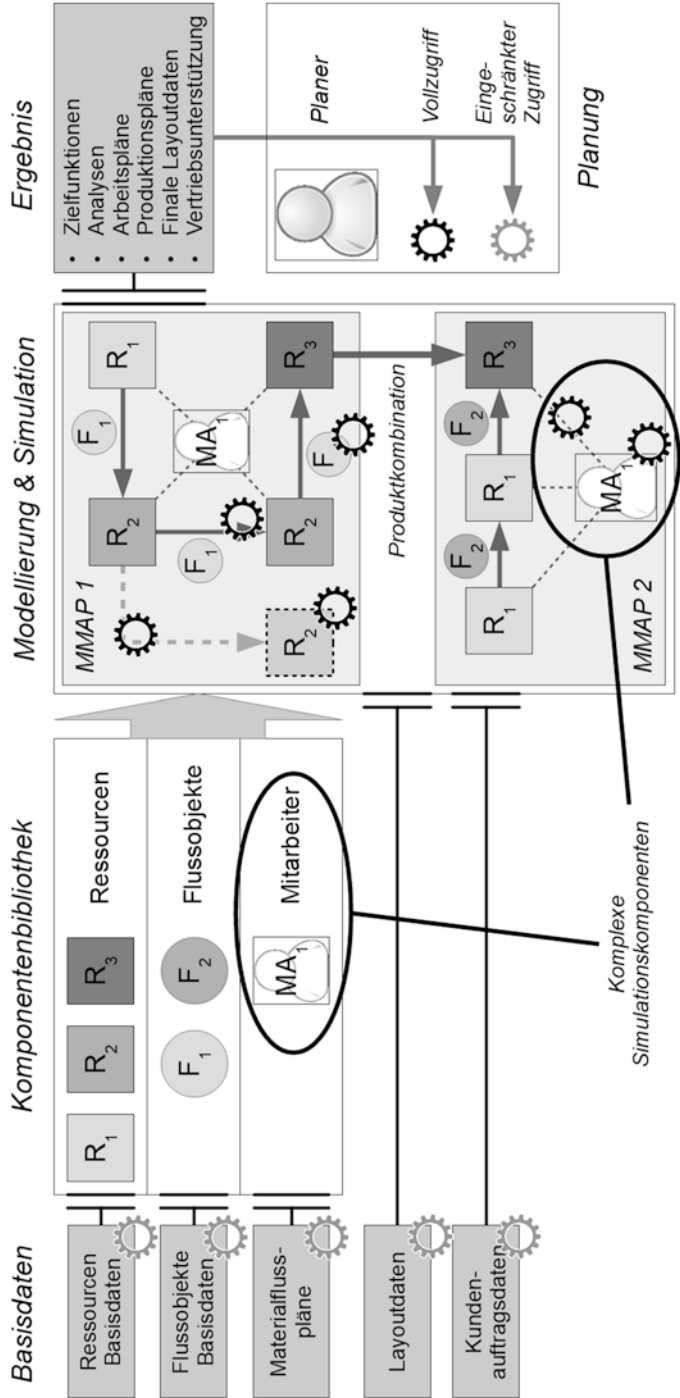 Basisdaten
Ressourcen
Basisdaten
Flussobjekte
Basisdaten
Materialfluss-
pläne
Layoutdaten
Kunden-
auftragsdaten
Komponentenbibliothek
R1
R2
R3
Ressourcen
F1
F2
Flussobjekte
MA1
Mitarbeiter
Komplexe
Simulationskomponenten
Modellierung & Simulation
MMAP 1
R2
F1
R1
F1
MA1
R2
R2
F
R3
Produktkombination
MMAP 2
R1
F2
R1
F2
R3
MA1
Ergebnis
• Zielfunktionen
• Analysen
• Arbeitspläne
• Produktionspläne
• Finale Layoutdaten
• Vertriebsunterstützung
Planer
Vollzugriff
Einge-
schränkter
Zugriff
Planung